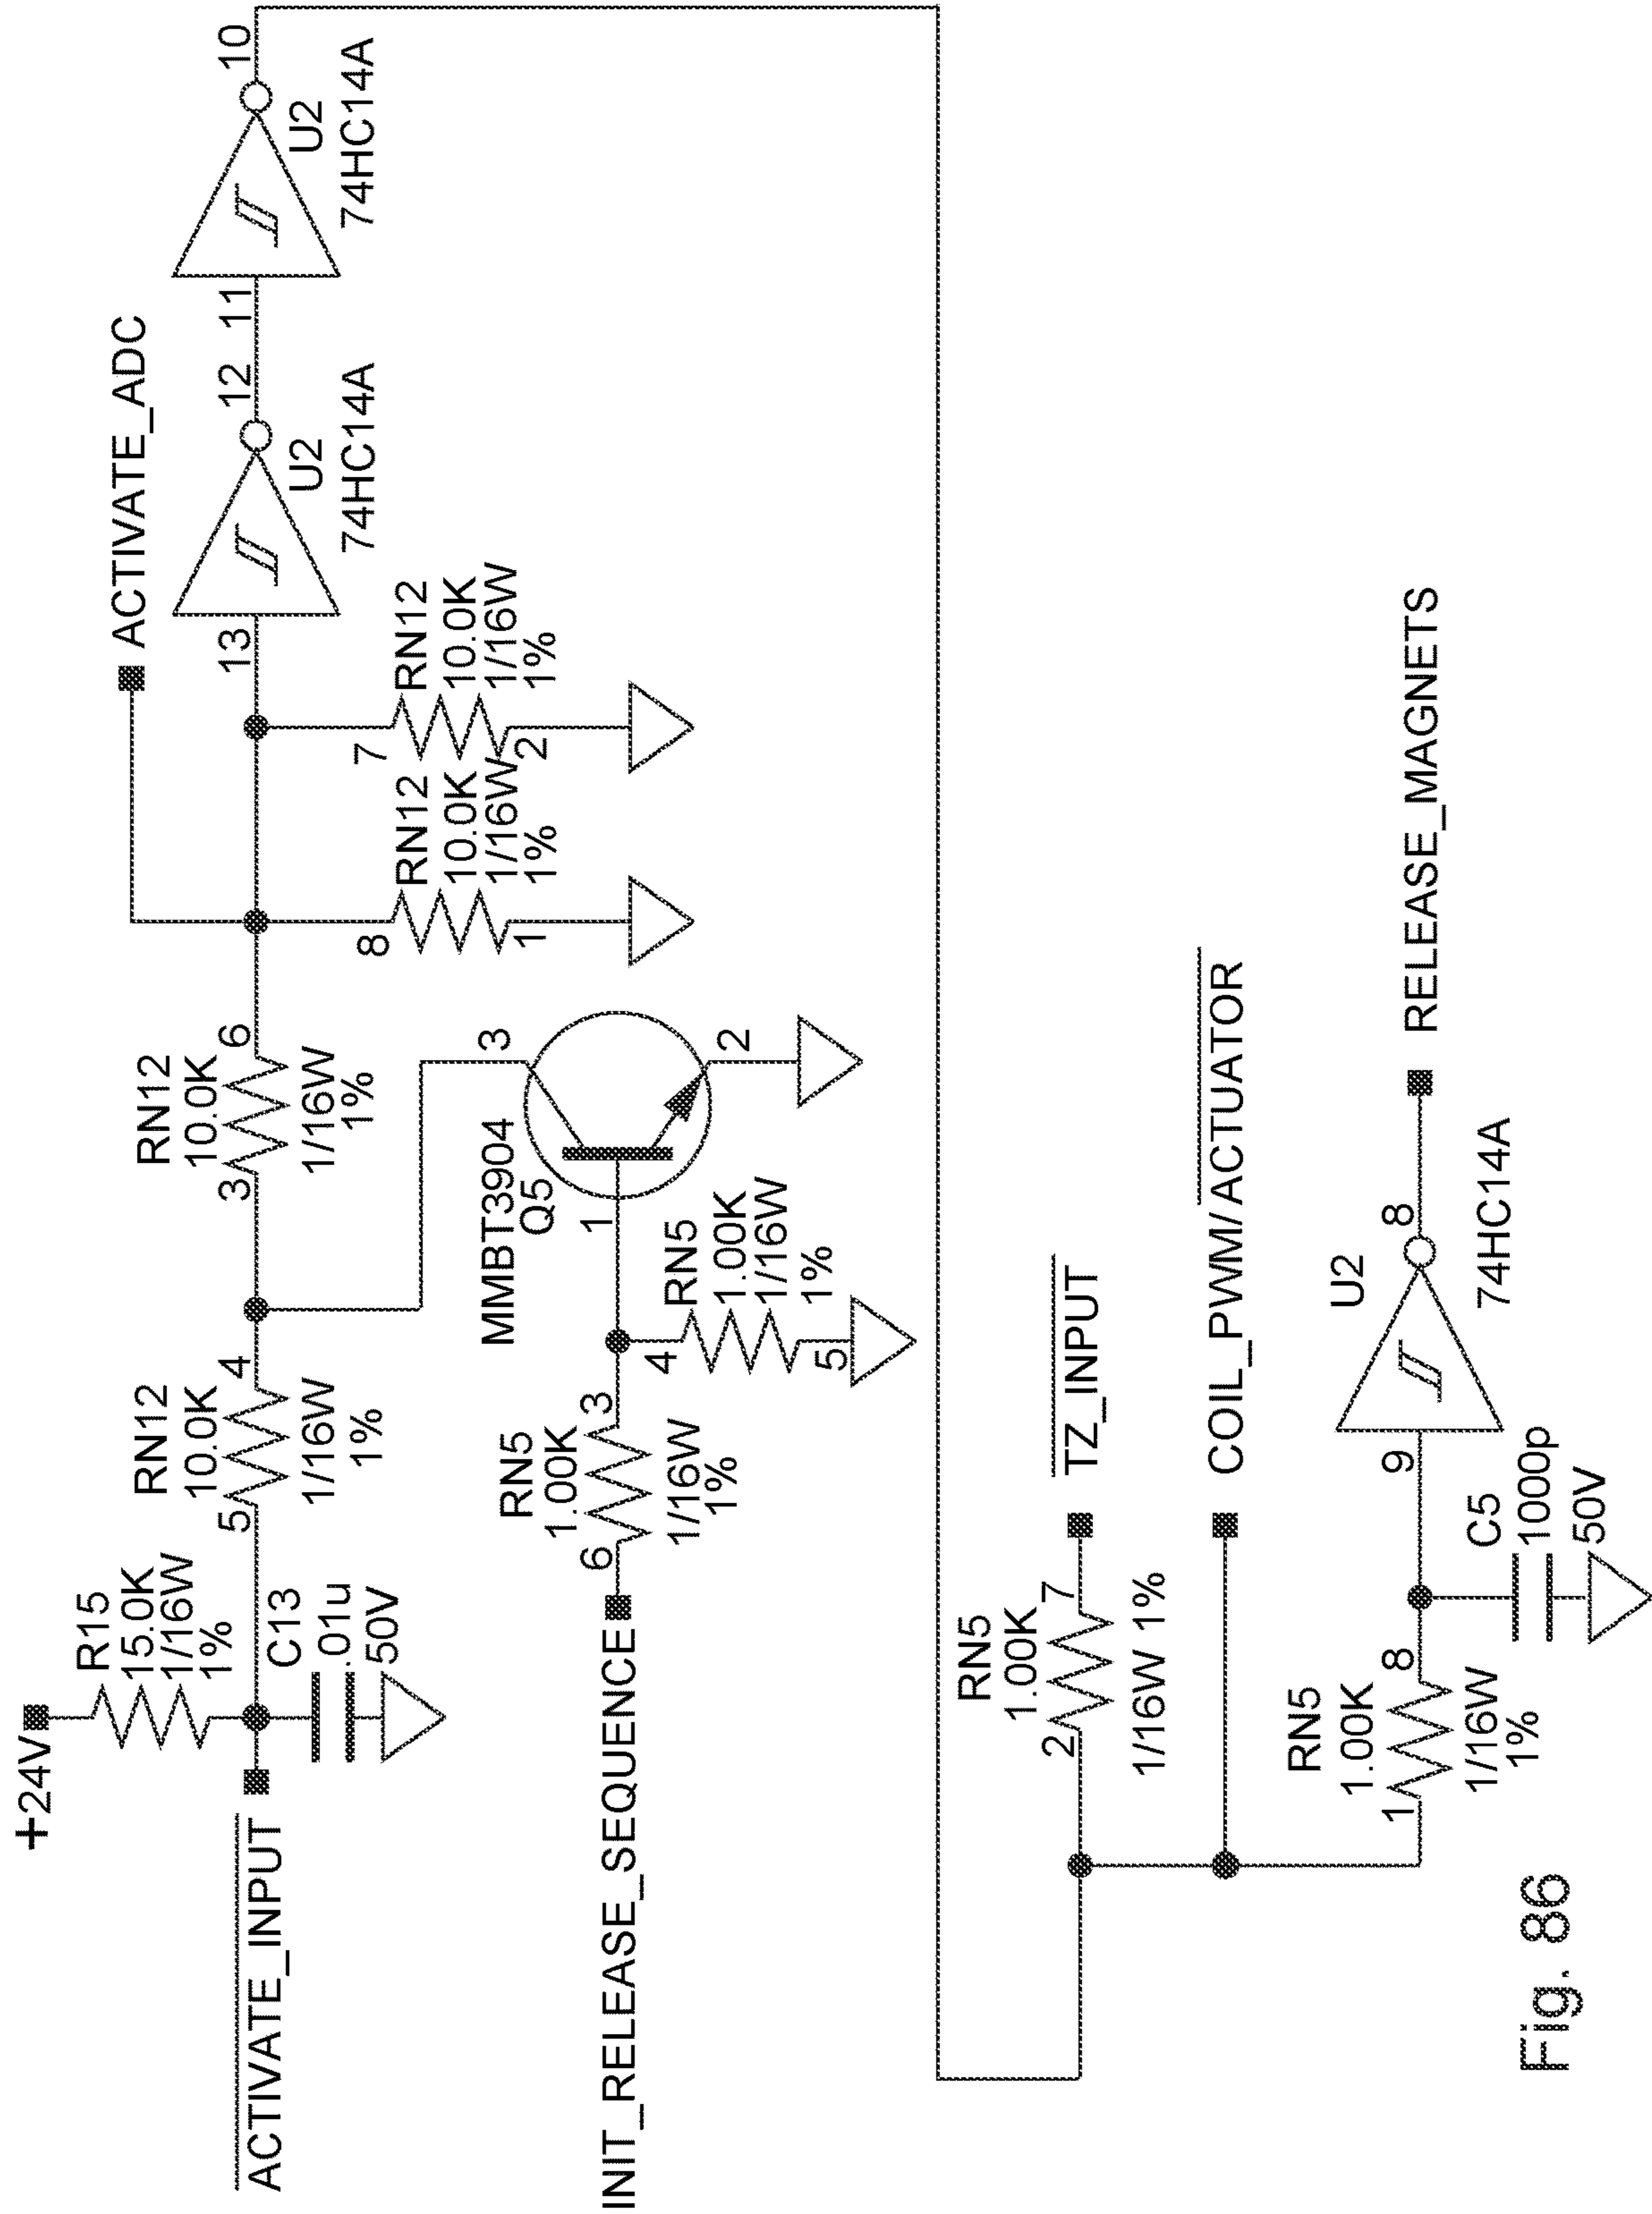 +24V
R15
15.0K
1/16W
1%
ACTIVATE_INPUT
C13
.01u
50V
5
RN12
10.0K
4
1/16W
1%
3
RN12
10.0K
6
1/16W
1%
ACTIVATE_ADC
8
RN12
10.0K
1/16W
1%
1
7
RN12
10.0K
1/16W
1%
2
13
12
U2
74HC14A
11
10
U2
74HC14A
INIT_RELEASE_SEQUENCE
6
RN5
1.00K
3
1/16W
1%
4
RN5
1.00K
1/16W
1%
5
MMBT3904
Q5
1
3
2
2
RN5
1.00K
7
1/16W 1%
TZ_INPUT
COIL_PWM/ACTUATOR
1
RN5
1.00K
8
1/16W
1%
C5
1000p
50V
9
U2
8
74HC14A
RELEASE_MAGNETS
Fig. 86